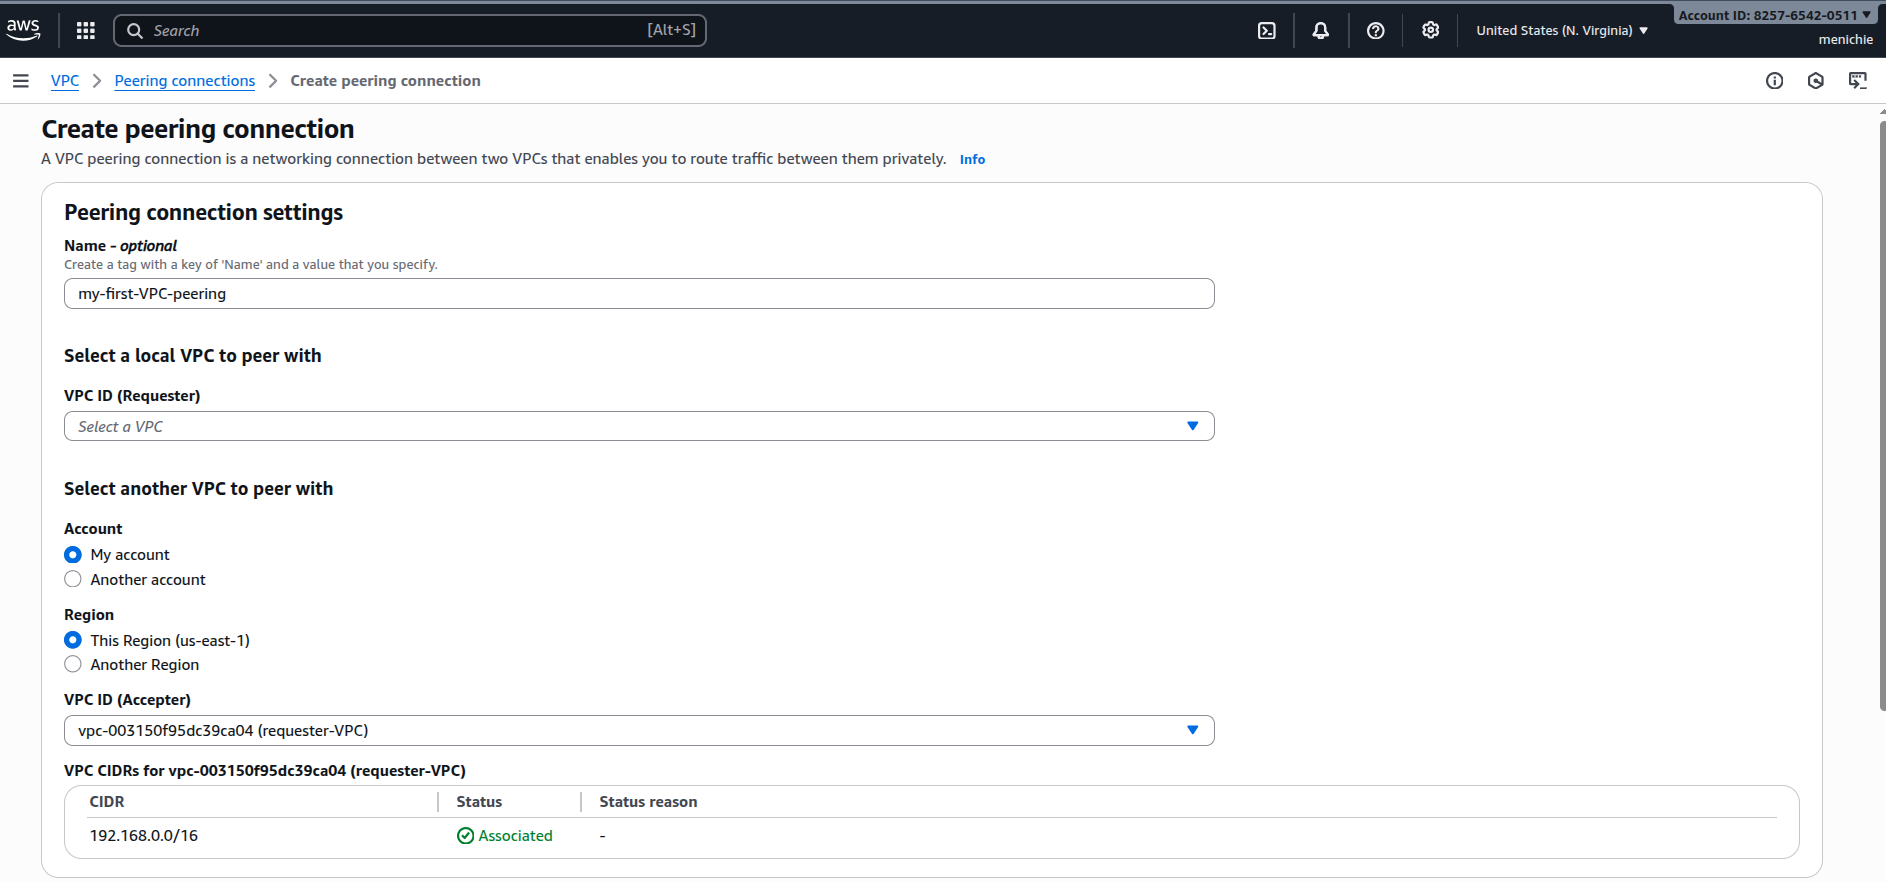 aws
Search [Alt+S]
United States (N. Virginia)
Account ID: 8257-6542-0511
menichie
VPC > Peering connections > Create peering connection
Create peering connection
A VPC peering connection is a networking connection between two VPCs that enables you to route traffic between them privately. Info
Peering connection settings
Name - optional
Create a tag with a key of 'Name' and a value that you specify.
my-first-VPC-peering
Select a local VPC to peer with
VPC ID (Requester)
Select a VPC
Select another VPC to peer with
Account
My account
Another account
Region
This Region (us-east-1)
Another Region
VPC ID (Accepter)
vpc-003150f95dc39ca04 (requester-VPC)
VPC CIDRs for vpc-003150f95dc39ca04 (requester-VPC)
CIDR Status Status reason
192.168.0.0/16 Associated -